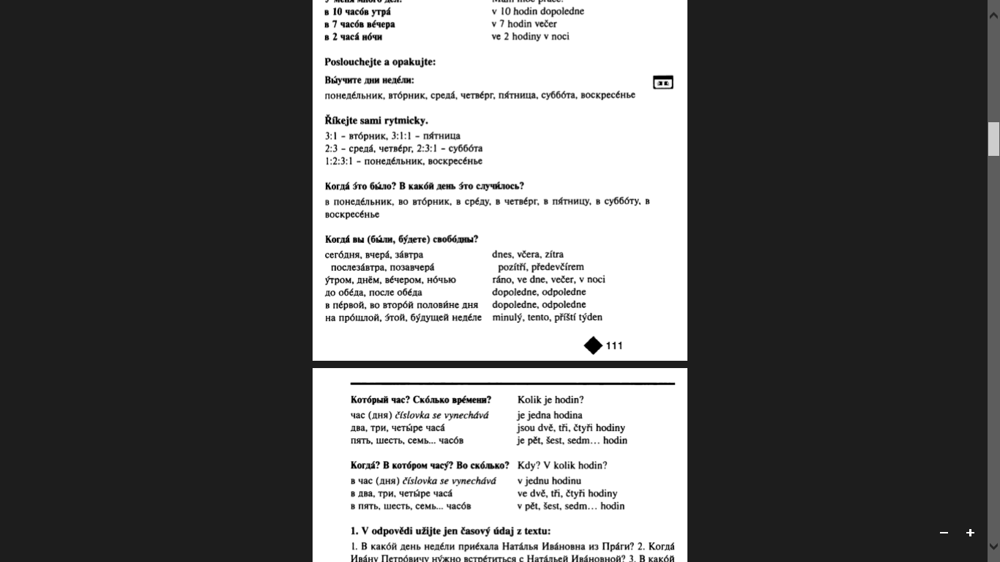 в 10 часо́в утра́ v 10 hodin dopoledne
в 7 часо́в ве́чера v 7 hodin večer
в 2 часа́ но́чи ve 2 hodiny v noci
Poslouchejte a opakujte:
Вы́учите дни неде́ли:
понеде́льник, вто́рник, среда́, четве́рг, пя́тница, суббо́та, воскресе́нье
Říkejte sami rytmicky.
3:1 – вто́рник, 3:1:1 – пя́тница
2:3 – среда́, четве́рг, 2:3:1 – суббо́та
1:2:3:1 – понеде́льник, воскресе́нье
Когда́ э́то бы́ло? В како́й день э́то случи́лось?
в понеде́льник, во вто́рник, в сре́ду, в четве́рг, в пя́тницу, в суббо́ту, в
воскресе́нье
Когда́ вы (бы́ли, бу́дете) свобо́дны?
сего́дня, вчера́, за́втра dnes, včera, zítra
послеза́втра, позавчера́ pozítří, předevčírem
у́тром, днём, ве́чером, но́чью ráno, ve dne, večer, v noci
до обе́да, после обе́да dopoledne, odpoledne
в пе́рвой, во второ́й полови́не дня dopoledne, odpoledne
на про́шлой, э́той, бу́дущей неде́ле minulý, tento, příští týden
111
Кото́рый час? Ско́лько вре́мени? Kolik je hodin?
час (дня) číslovka se vynechává je jedna hodina
два, три, четы́ре часа́ jsou dvě, tři, čtyři hodiny
пять, шесть, семь... часо́в je pět, šest, sedm... hodin
Когда́? В кото́ром часу́? Во ско́лько? Kdy? V kolik hodin?
в час (дня) číslovka se vynechává v jednu hodinu
в два, три, четы́ре часа́ ve dvě, tři, čtyři hodiny
в пять, шесть, семь... часо́в v pět, šest, sedm... hodin
1. V odpovědi užijte jen časový údaj z textu:
1. В како́й день неде́ли прие́хала Ната́лья Ива́новна из Пра́ги? 2. Когда́
Ива́ну Петро́вичу ну́жно встре́титься с Ната́льей Ива́новной? 3. В како́й